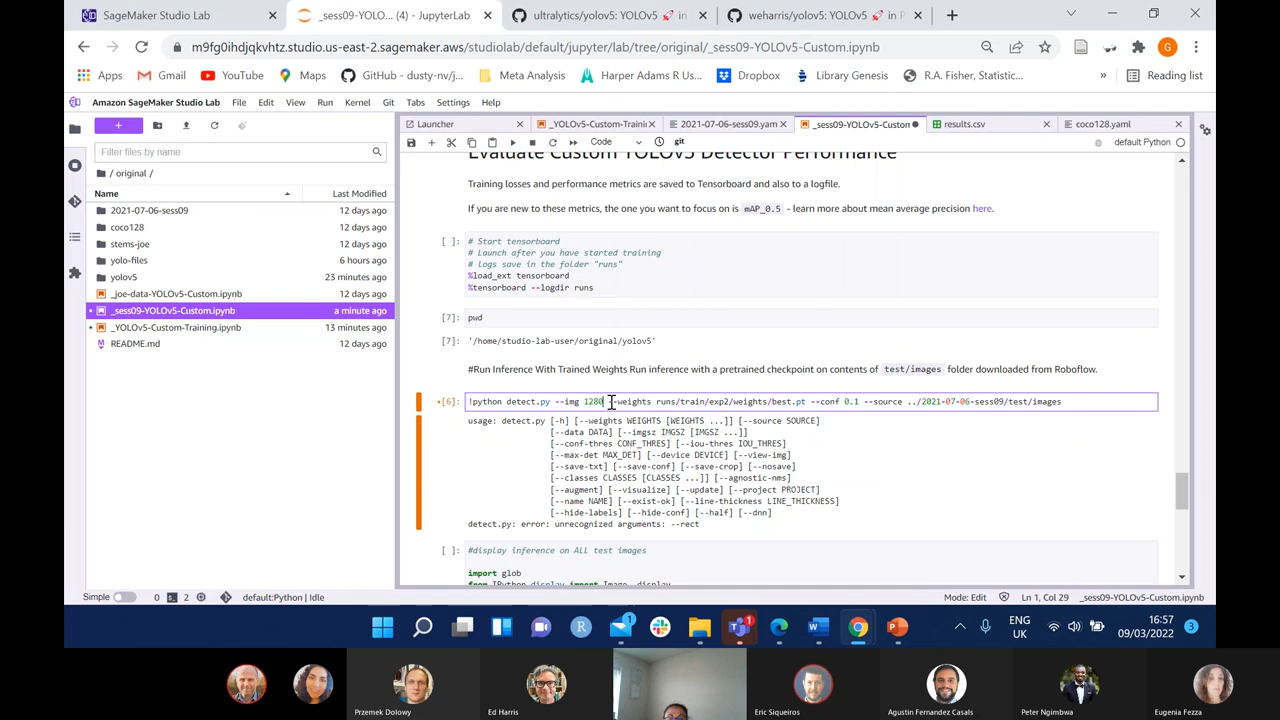 SageMaker Studio Lab
_sess09-YOLO... (4) - JupyterLab
ultralytics/yolov5: YOLOv5 🚀 in
weharris/yolov5: YOLOv5 🚀 in P
m9fg0ihdjqkvhtz.studio.us-east-2.sagemaker.aws/studiolab/default/jupyter/lab/tree/original/_sess09-YOLOv5-Custom.ipynb
G
Apps
Gmail
YouTube
Maps
GitHub - dusty-nv/j...
Meta Analysis
Harper Adams R Us...
Dropbox
Library Genesis
R.A. Fisher, Statistic...
Reading list
Amazon SageMaker Studio Lab
File
Edit
View
Run
Kernel
Git
Tabs
Settings
Help
Launcher
_YOLOv5-Custom-Trainin
2021-07-06-sess09.yam
_sess09-YOLOv5-Custom
results.csv
coco128.yaml
Filter files by name
/ original /
Name
Last Modified
2021-07-06-sess09
12 days ago
coco128
12 days ago
stems-joe
12 days ago
yolo-files
6 hours ago
yolov5
23 minutes ago
_joe-data-YOLOv5-Custom.ipynb
12 days ago
_sess09-YOLOv5-Custom.ipynb
a minute ago
_YOLOv5-Custom-Training.ipynb
13 minutes ago
README.md
12 days ago
Code
git
default:Python
Evaluate Custom YOLOv5 Detector Performance
Training losses and performance metrics are saved to Tensorboard and also to a logfile.
If you are new to these metrics, the one you want to focus on is mAP_0.5 - learn more about mean average precision here.
[ ]:
# Start tensorboard
# Launch after you have started training
# logs save in the folder "runs"
%load_ext tensorboard
%tensorboard --logdir runs
[7]:
pwd
[7]:
'/home/studio-lab-user/original/yolov5'
#Run Inference With Trained Weights Run inference with a pretrained checkpoint on contents of test/images folder downloaded from Roboflow.
[6]:
!python detect.py --img 1280 --weights runs/train/exp2/weights/best.pt --conf 0.1 --source ../2021-07-06-sess09/test/images
usage: detect.py [-h] [--weights WEIGHTS [WEIGHTS ...]] [--source SOURCE]
[--data DATA] [--imgsz IMGSZ [IMGSZ ...]]
[--conf-thres CONF_THRES] [--iou-thres IOU_THRES]
[--max-det MAX_DET] [--device DEVICE] [--view-img]
[--save-txt] [--save-conf] [--save-crop] [--nosave]
[--classes CLASSES [CLASSES ...]] [--agnostic-nms]
[--augment] [--visualize] [--update] [--project PROJECT]
[--name NAME] [--exist-ok] [--line-thickness LINE_THICKNESS]
[--hide-labels] [--hide-conf] [--half] [--dnn]
detect.py: error: unrecognized arguments: --rect
[ ]:
#display inference on ALL test images
import glob
from IPython.display import Image, display
Simple
0
2
default:Python | Idle
Mode: Edit
Ln 1, Col 29
_sess09-YOLOv5-Custom.ipynb
ENG
UK
16:57
09/03/2022
3
Przemek Dolowy
Ed Harris
Eric Siqueiros
Agustin Fernandez Casals
Peter Ngimbwa
Eugenia Fezza